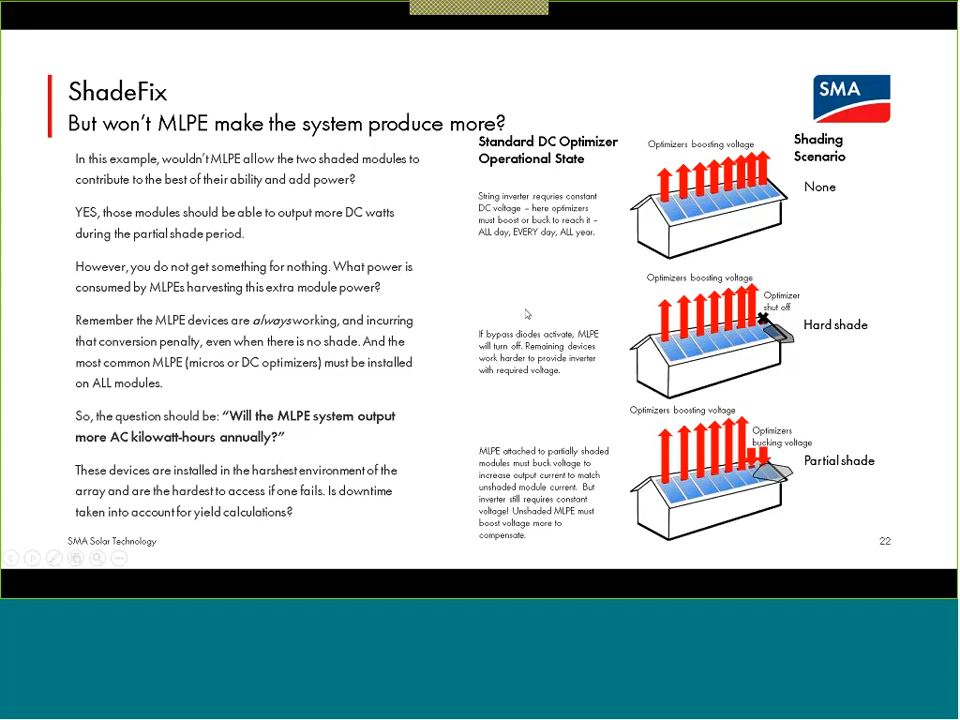 ShadeFix
But won't MLPE make the system produce more?
SMA
In this example, wouldn't MLPE allow the two shaded modules to
contribute to the best of their ability and add power?
YES, those modules should be able to output more DC watts
during the partial shade period.
However, you do not get something for nothing. What power is
consumed by MLPEs harvesting this extra module power?
Remember the MLPE devices are always working, and incurring
that conversion penalty, even when there is no shade. And the
most common MLPE (micros or DC optimizers) must be installed
on ALL modules.
So, the question should be: “Will the MLPE system output
more AC kilowatt-hours annually?”
These devices are installed in the harshest environment of the
array and are the hardest to access if one fails. Is downtime
taken into account for yield calculations?
Standard DC Optimizer
Operational State
String inverter requries constant
DC voltage – here optimizers
must boost or buck to reach it –
ALL day, EVERY day, ALL year.
If bypass diodes activate, MLPE
will turn off. Remaining devices
work harder to provide inverter
with required voltage.
MLPE attached to partially shaded
modules must buck voltage to
increase output current to match
unshaded module current. But
inverter still requires constant
voltage! Unshaded MLPE must
boost voltage more to
compensate.
Optimizers boosting voltage
Shading
Scenario
None
Optimizers boosting voltage
Optimizer
shut off
Hard shade
Optimizers boosting voltage
Optimizers
bucking voltage
Partial shade
SMA Solar Technology
22